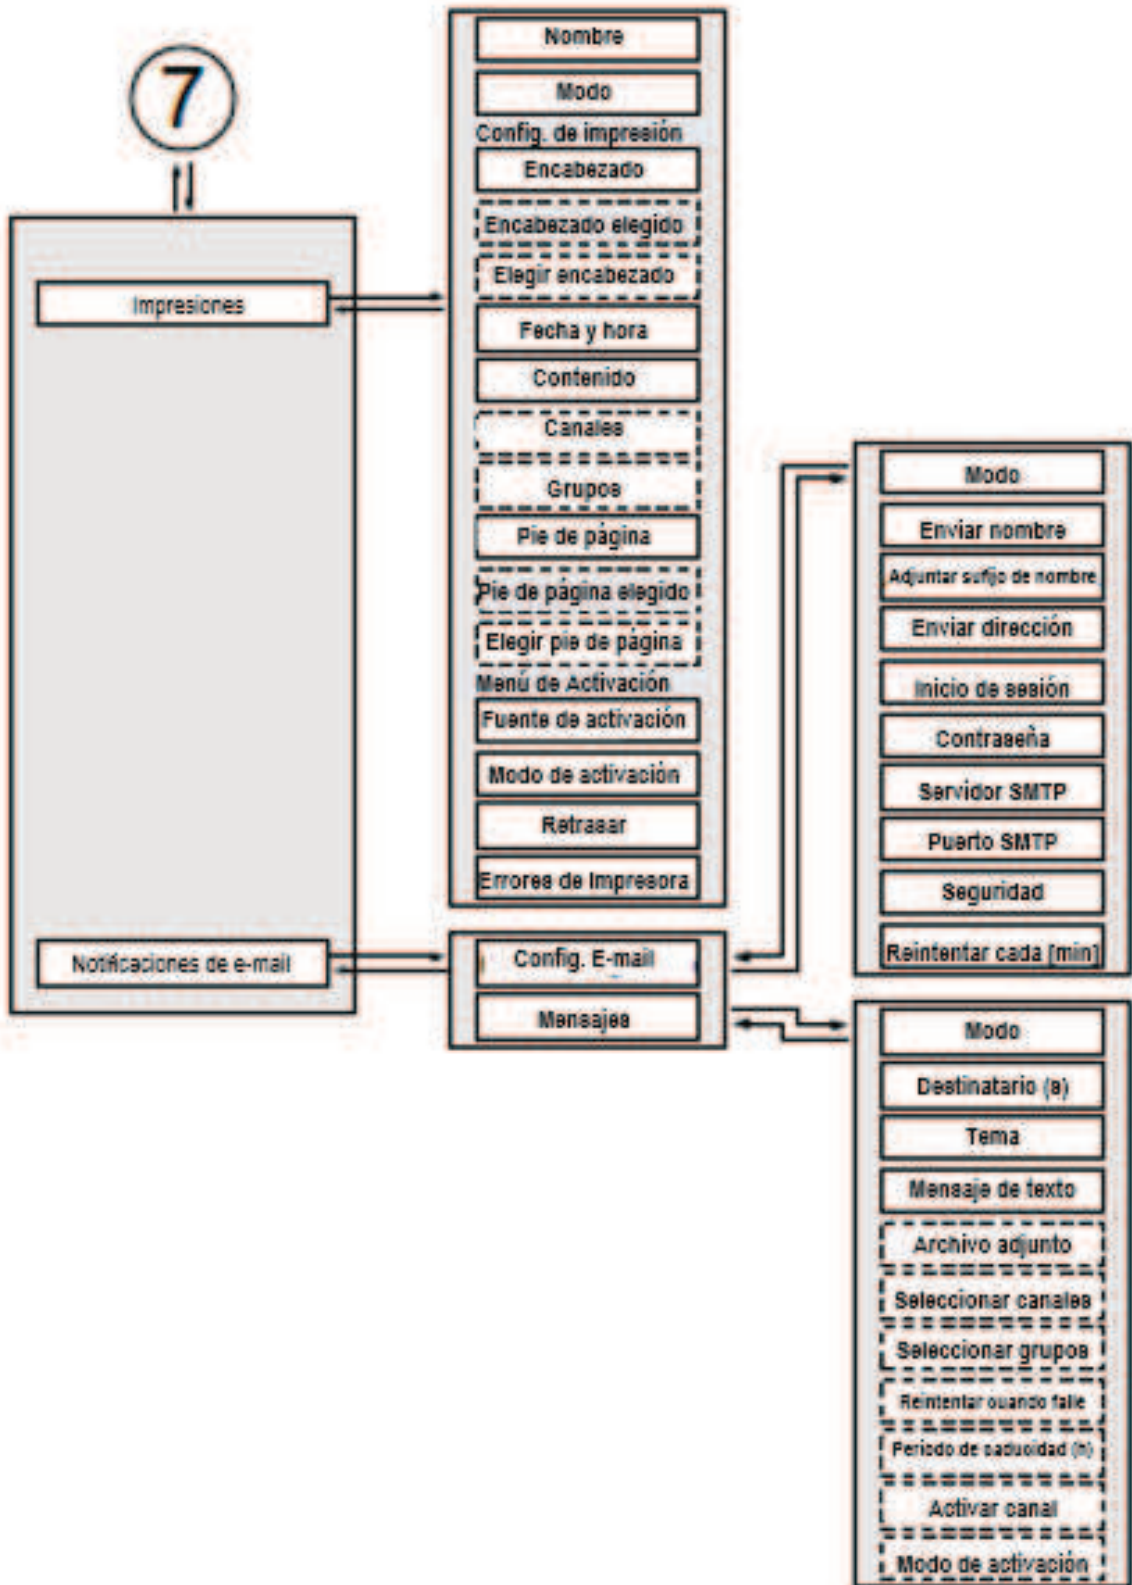 7
Impresiones
Notificaciones de e-mail
Nombre
Modo
Config. de impresión
Encabezado
Encabezado elegido
Elegir encabezado
Fecha y hora
Contenido
Canales
Grupos
Pie de página
Pie de página elegido
Elegir pie de página
Menú de Activación
Fuente de activación
Modo de activación
Retrasar
Errores de Impresora
Config. E-mail
Mensajes
Modo
Enviar nombre
Adjuntar sufijo de nombre
Enviar dirección
Inicio de sesión
Contraseña
Servidor SMTP
Puerto SMTP
Seguridad
Reintentar cada [min]
Modo
Destinatario (s)
Tema
Mensaje de texto
Archivo adjunto
Seleccionar canales
Seleccionar grupos
Reintentar cuando falle
Periodo de caducidad (h)
Activar canal
Modo de activación